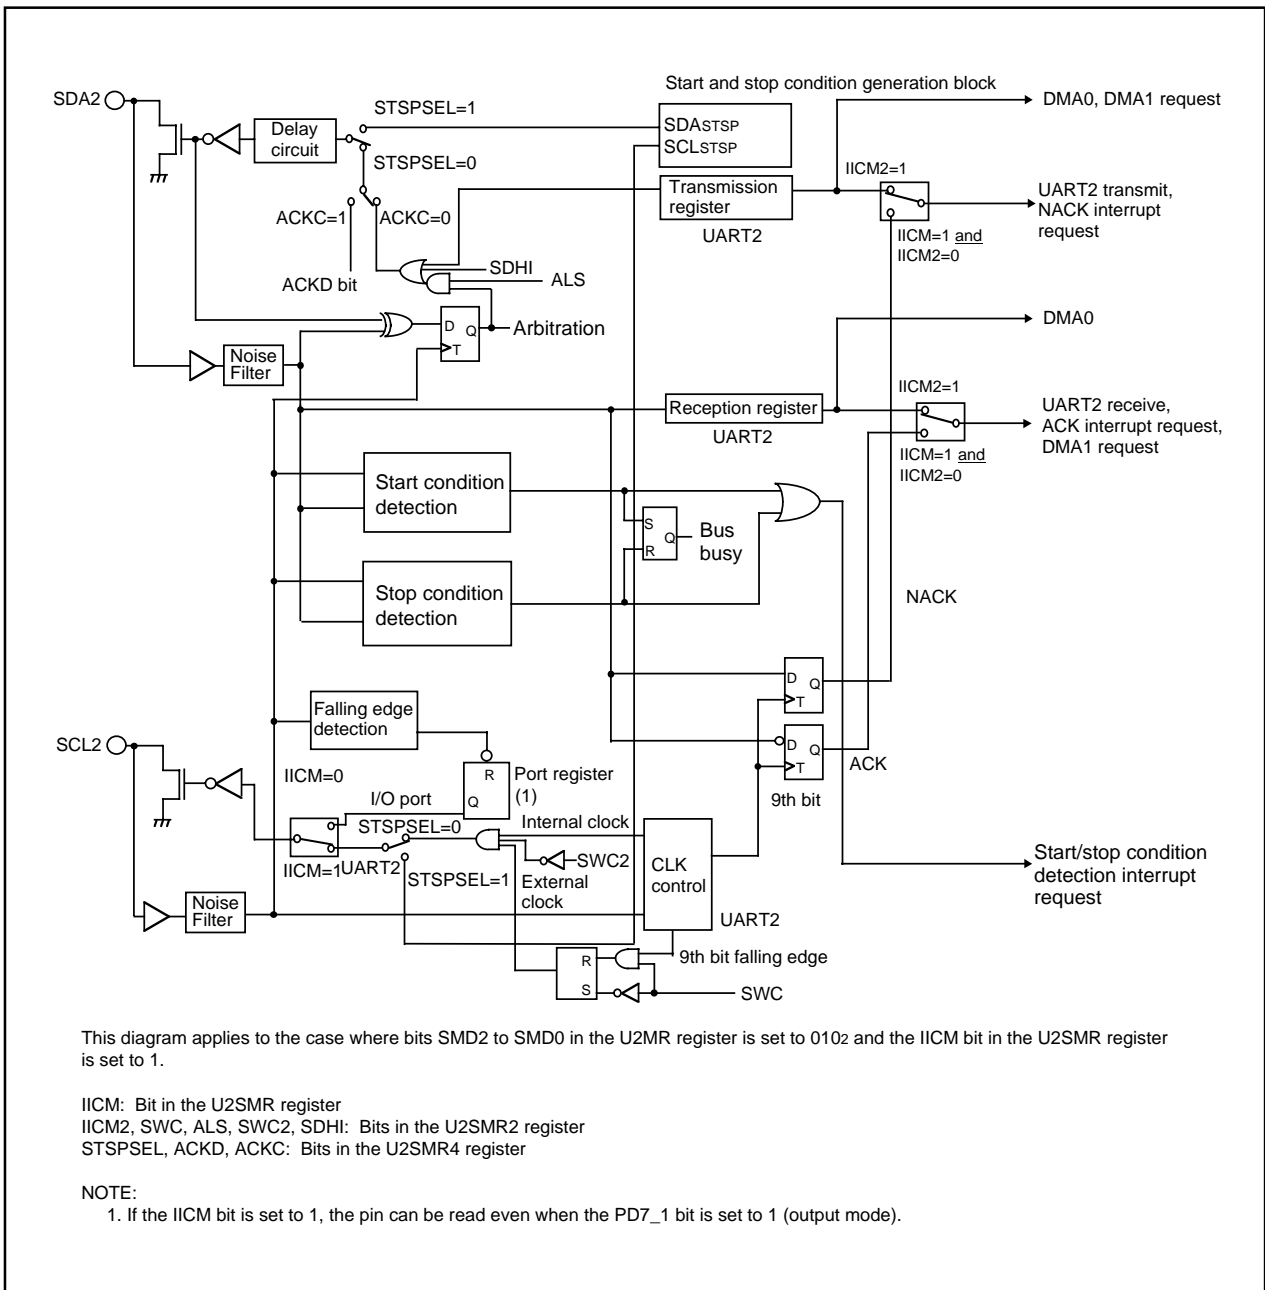 Start and stop condition generation block
SDA2
STSPSEL=1
DMA0, DMA1 request
Delay
circuit
SDASTSP
SCLSTSP
STSPSEL=0
IICM2=1
Transmission
register
UART2 transmit,
NACK interrupt
request
ACKC=1
ACKC=0
UART2
IICM=1 and
IICM2=0
SDHI
ALS
ACKD bit
D
Q
T
Arbitration
DMA0
Noise
Filter
IICM2=1
Reception register
UART2
UART2 receive,
ACK interrupt request,
DMA1 request
IICM=1 and
IICM2=0
Start condition
detection
S
Q
R
Bus
busy
Stop condition
detection
NACK
D
Q
T
Falling edge
detection
SCL2
D
Q
T
ACK
9th bit
IICM=0
R
Q
Port register
(1)
I/O port
STSPSEL=0
Internal clock
IICM=1
UART2
STSPSEL=1
SWC2
External
clock
CLK
control
UART2
Start/stop condition
detection interrupt
request
Noise
Filter
R
S
9th bit falling edge
SWC
This diagram applies to the case where bits SMD2 to SMD0 in the U2MR register is set to 0102 and the IICM bit in the U2SMR register
is set to 1.
IICM: Bit in the U2SMR register
IICM2, SWC, ALS, SWC2, SDHI: Bits in the U2SMR2 register
STSPSEL, ACKD, ACKC: Bits in the U2SMR4 register
NOTE:
1. If the IICM bit is set to 1, the pin can be read even when the PD7_1 bit is set to 1 (output mode).